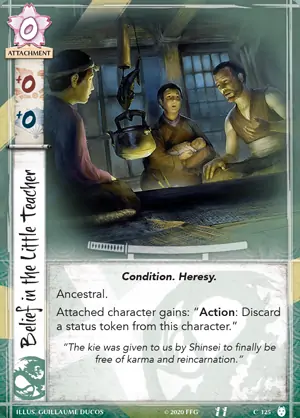 0
ATTACHMENT
+0
+0
Belief in the Little Teacher
Condition. Heresy.
Ancestral.
Attached character gains: “Action: Discard
a status token from this character.”
“The kie was given to us by Shinsei to finally be
free of karma and reincarnation.”
ILLUS. GUILLAUME DUCOS
© 2020 FFG
11
C 125